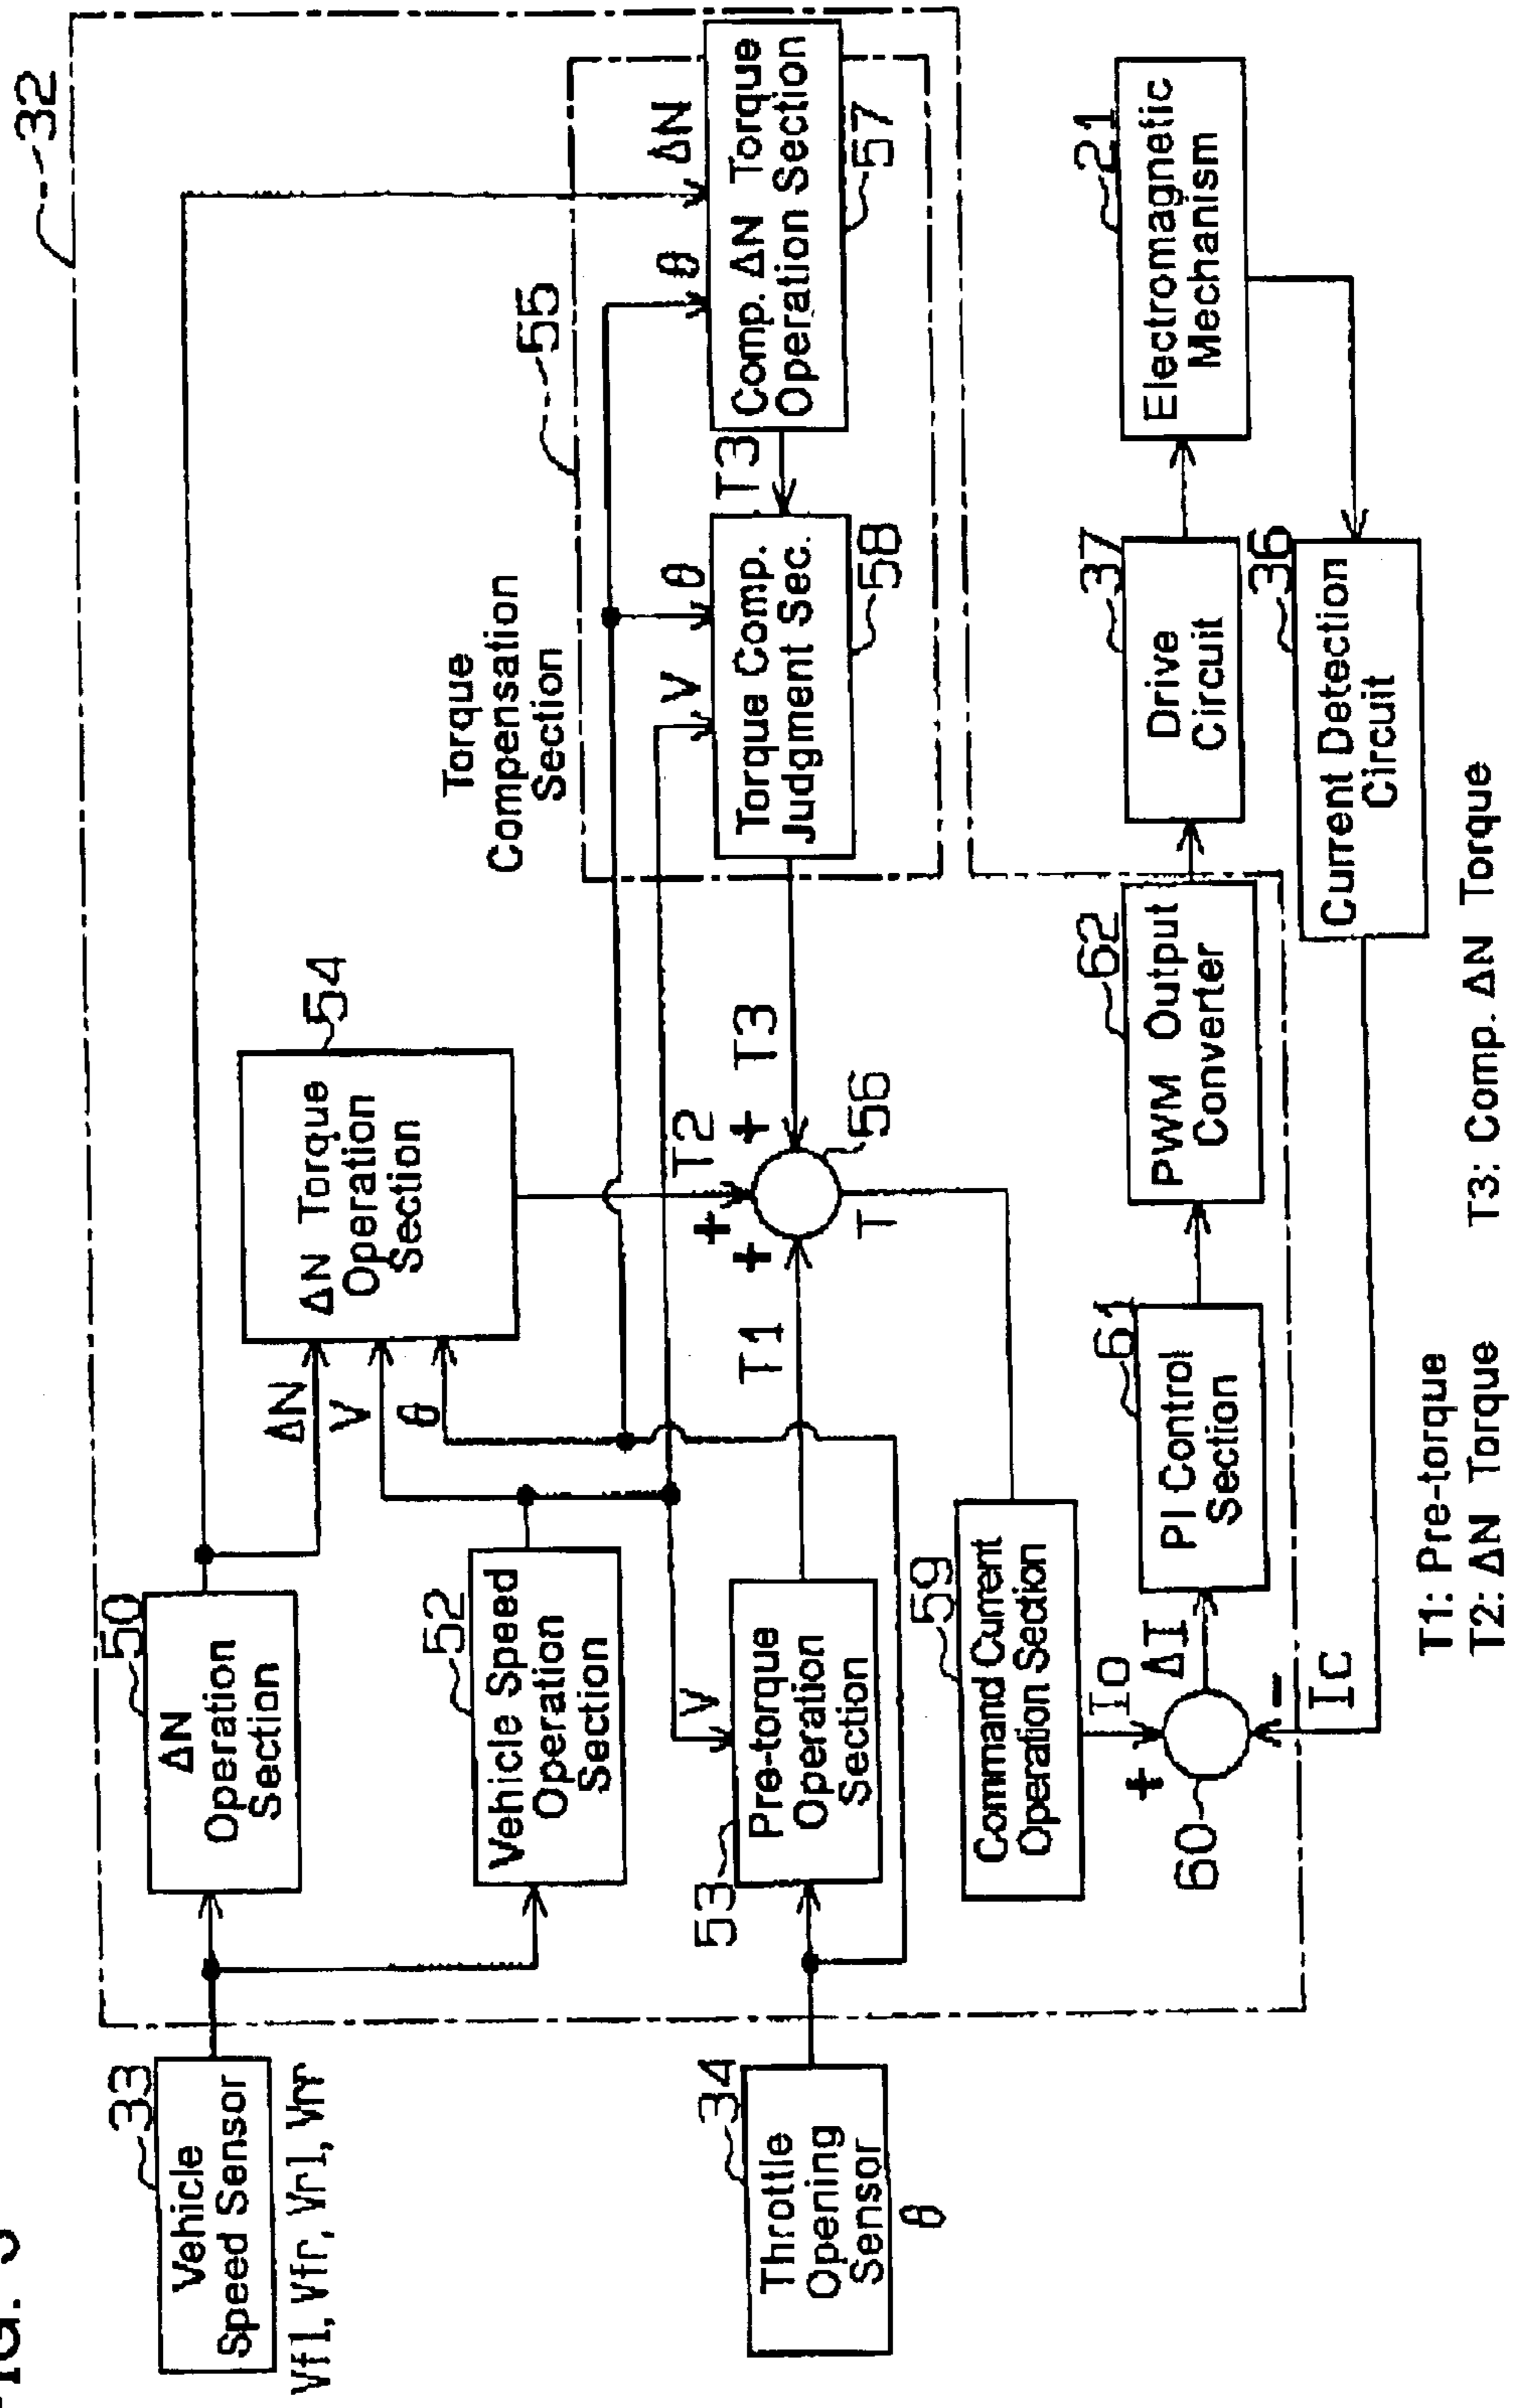 FIG. 3
32
33
Vehicle
Speed Sensor
Vfl, Vfr, Vrl, Vrr
50
ΔN
Operation
Section
ΔN
V
θ
54
ΔN Torque
Operation
Section
52
Vehicle Speed
Operation
Section
Torque
Compensation
Section
55
V
θ
θ
ΔN
34
Throttle
Opening
Sensor
θ
53
V
Pre-torque
Operation
Section
T1
+
+
T2
+
T3
56
T
Torque Comp.
Judgment Sec.
58
T3
Comp. ΔN Torque
Operation Section
57
59
Command Current
Operation Section
Io
+
60
ΔI
-
Ic
61
PI Control
Section
62
PWM Output
Converter
37
Drive
Circuit
21
Electromagnetic
Mechanism
36
Current Detection
Circuit
T1: Pre-torque
T2: ΔN Torque
T3: Comp. ΔN Torque